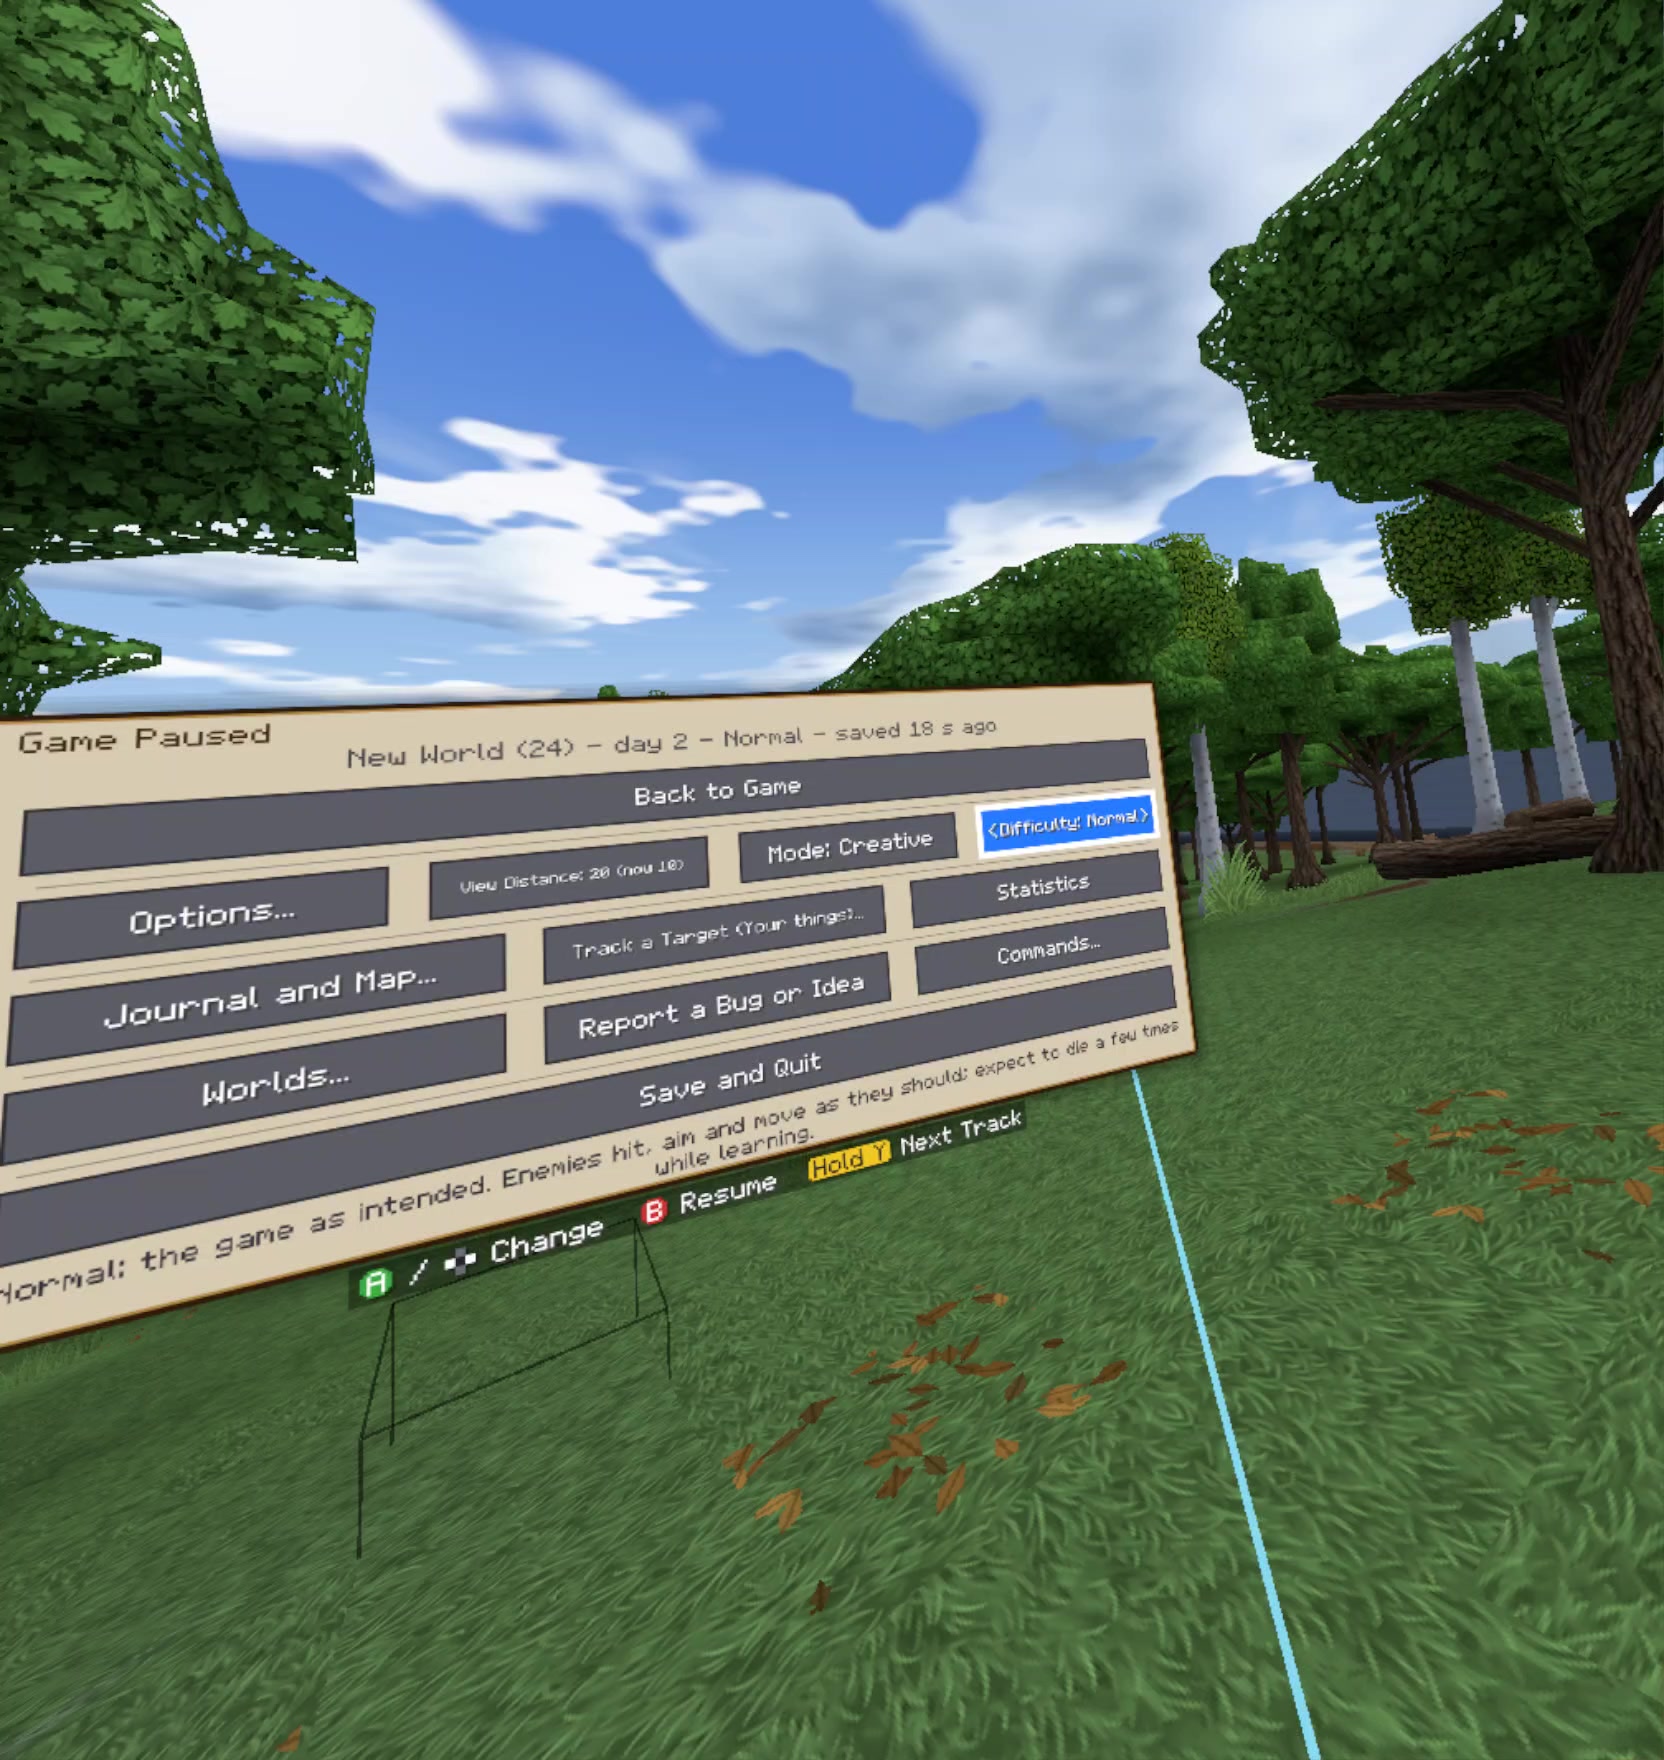 Game Paused
New World (24) - day 2 - Normal - saved 18 s ago
Back to Game
Options...
View Distance: 20 (now 10)
Mode: Creative
<Difficulty: Normal>
Journal and Map...
Track a Target (Your things)...
Statistics
Worlds...
Report a Bug or Idea
Commands...
Save and Quit
Normal: the game as intended. Enemies hit, aim and move as they should; expect to die a few times
while learning.
A / Change B Resume Hold Y Next Track